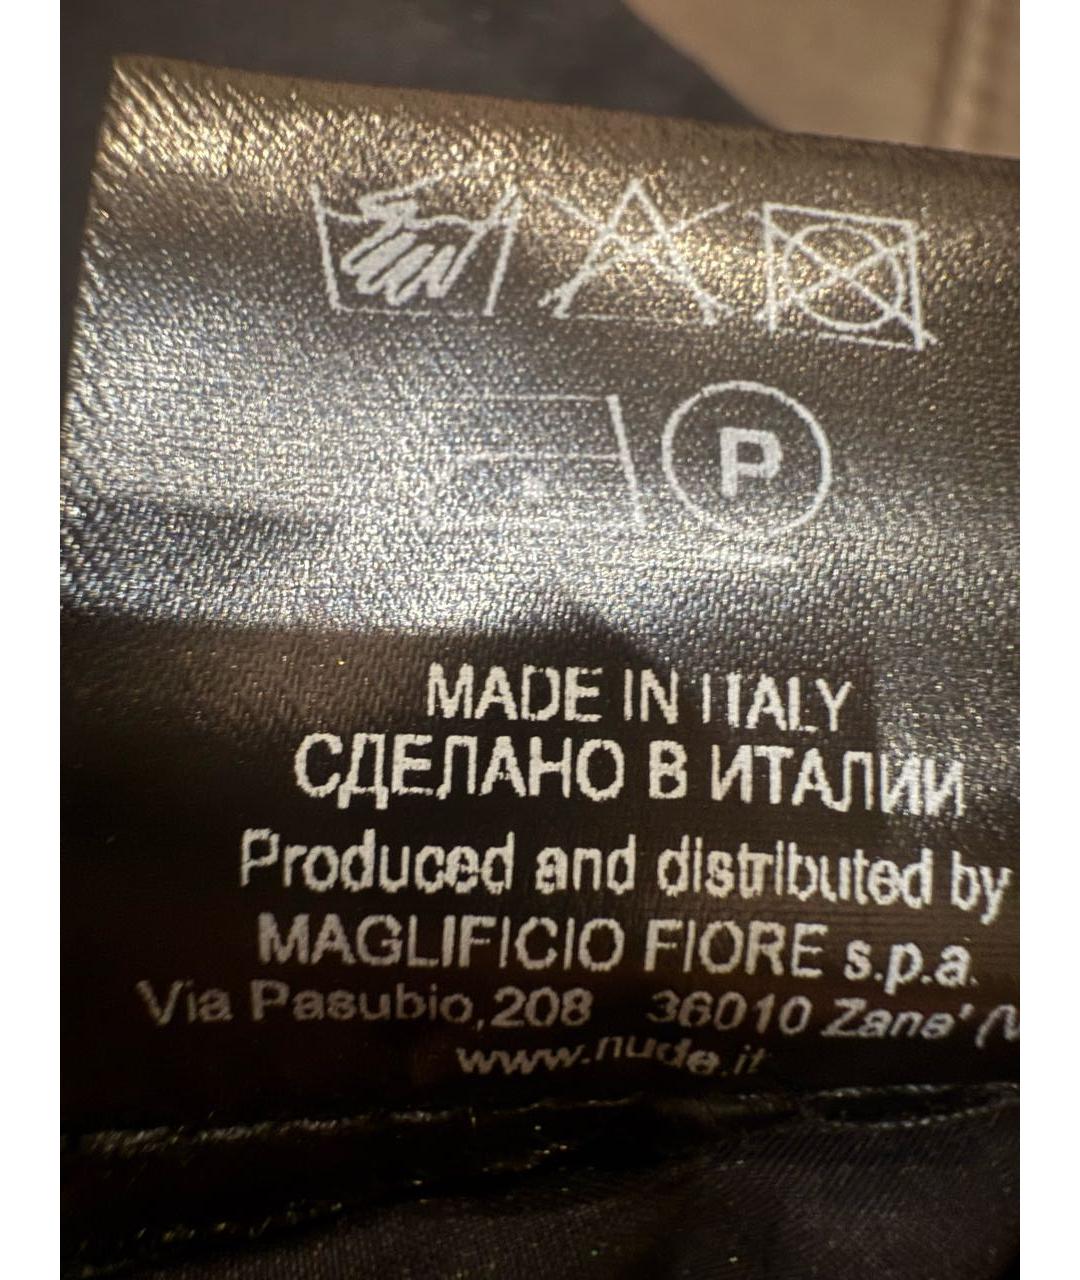 P
MADE IN ITALY
СДЕЛАНО В ИТАЛИИ
Produced and distributed by
MAGLIFICIO FIORE s.p.a.
Via Pasubio,208 36010 Zane'
www.nude.it